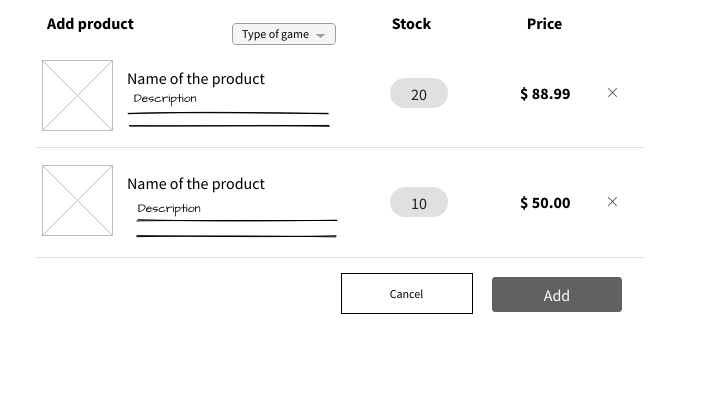 Add product
Type of game
Stock
Price
Name of the product
Description
20
$ 88.99
Name of the product
Description
10
$ 50.00
Cancel
Add